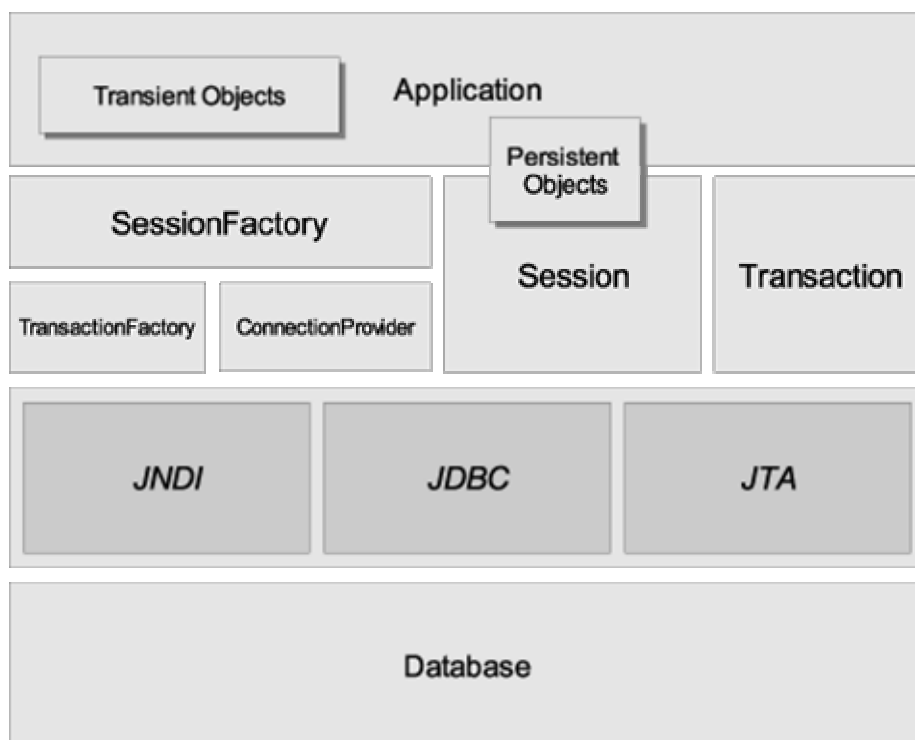 Transient Objects
Application
Persistent
Objects
SessionFactory
Session
Transaction
TransactionFactory
ConnectionProvider
JNDI
JDBC
JTA
Database